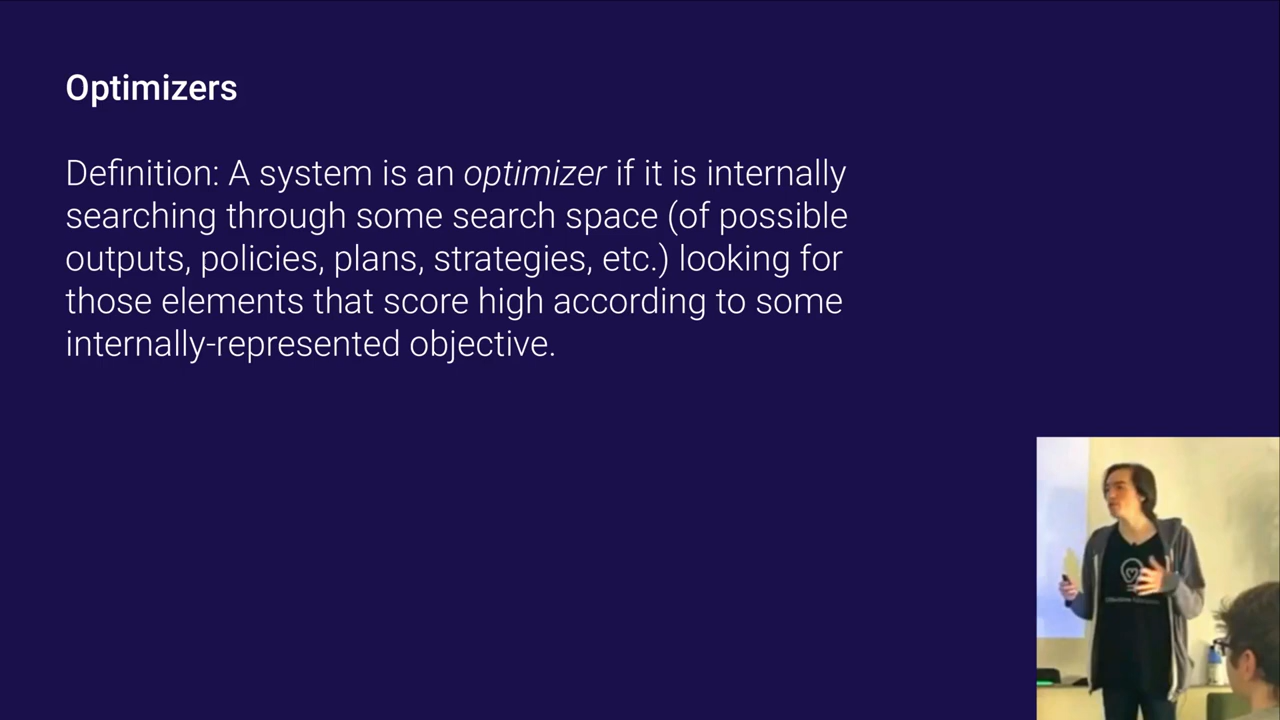 Optimizers
Definition: A system is an optimizer if it is internally
searching through some search space (of possible
outputs, policies, plans, strategies, etc.) looking for
those elements that score high according to some
internally-represented objective.